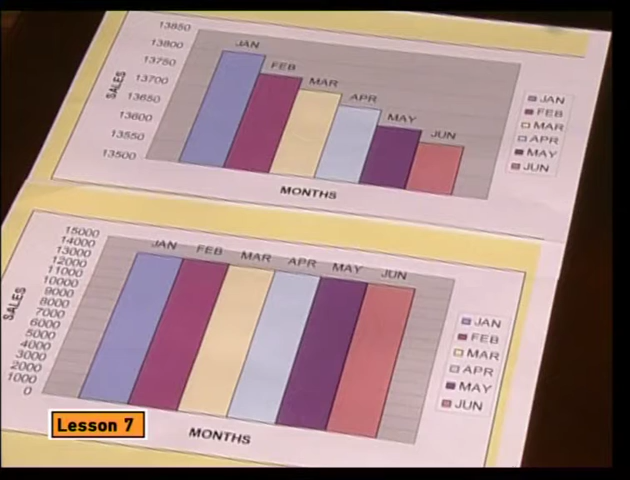 13850
13800
13750
13700
13650
13600
13550
13500
SALES
JAN
FEB
MAR
APR
MAY
JUN
MONTHS
JAN
FEB
MAR
APR
MAY
JUN
15000
14000
13000
12000
11000
10000
9000
8000
7000
6000
5000
4000
3000
2000
1000
0
SALES
JAN FEB MAR APR MAY JUN
MONTHS
JAN
FEB
MAR
APR
MAY
JUN
Lesson 7